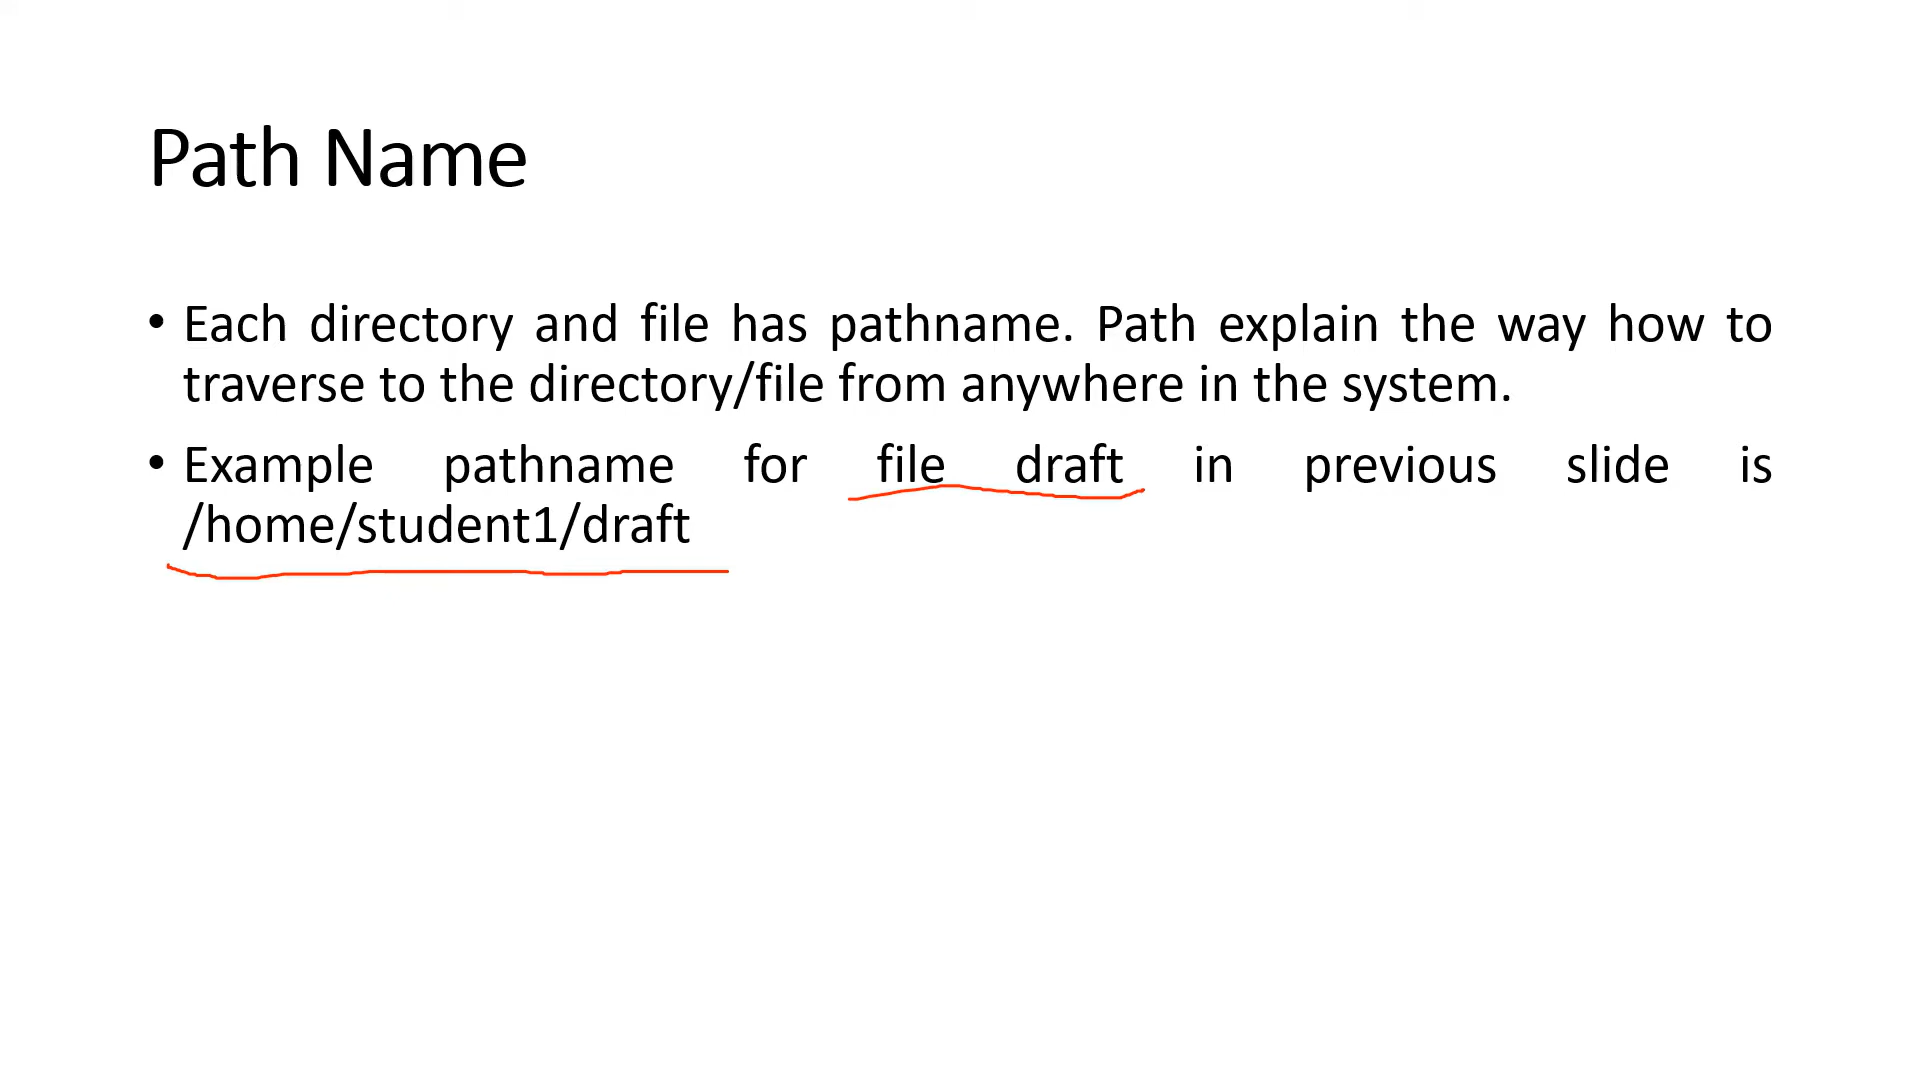 Path Name
• Each directory and file has pathname. Path explain the way how to
traverse to the directory/file from anywhere in the system.
• Example pathname for file draft in previous slide is
/home/student1/draft